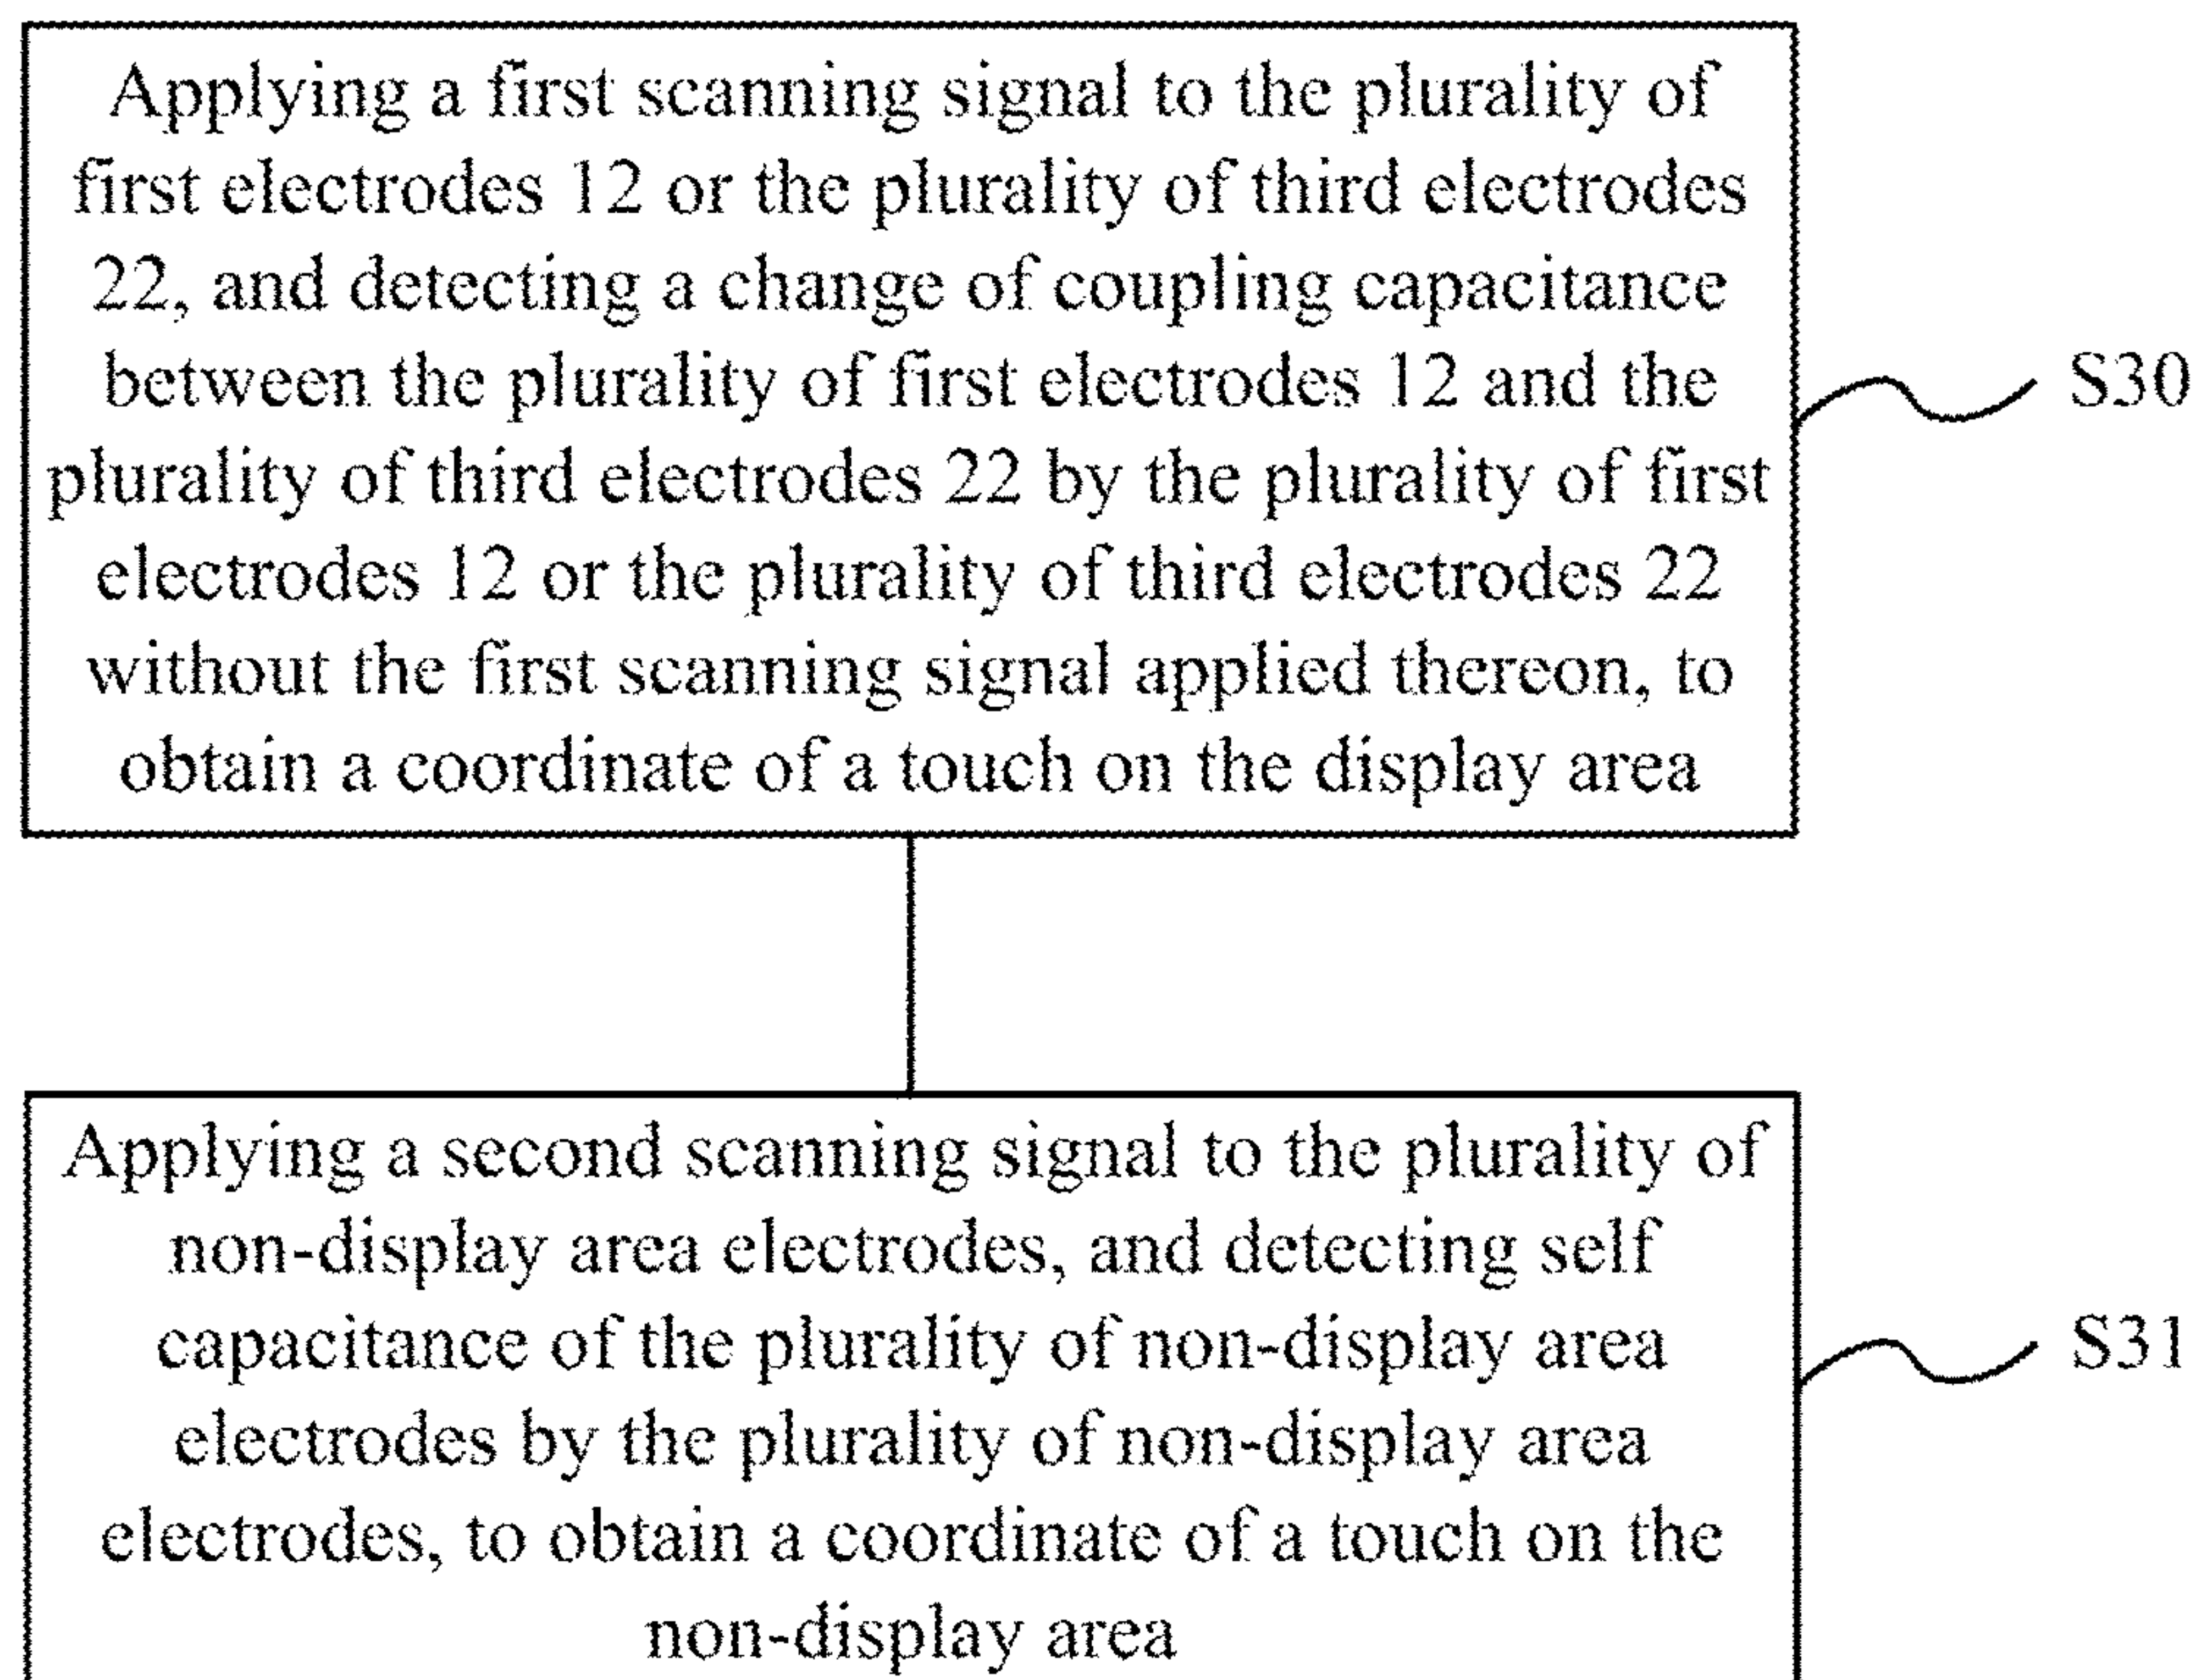 Applying a first scanning signal to the plurality of
first electrodes 12 or the plurality of third electrodes
22, and detecting a change of coupling capacitance
between the plurality of first electrodes 12 and the
plurality of third electrodes 22 by the plurality of first
electrodes 12 or the plurality of third electrodes 22
without the first scanning signal applied thereon, to
obtain a coordinate of a touch on the display area
S30
Applying a second scanning signal to the plurality of
non-display area electrodes, and detecting self
capacitance of the plurality of non-display area
electrodes by the plurality of non-display area
electrodes, to obtain a coordinate of a touch on the
non-display area
S31